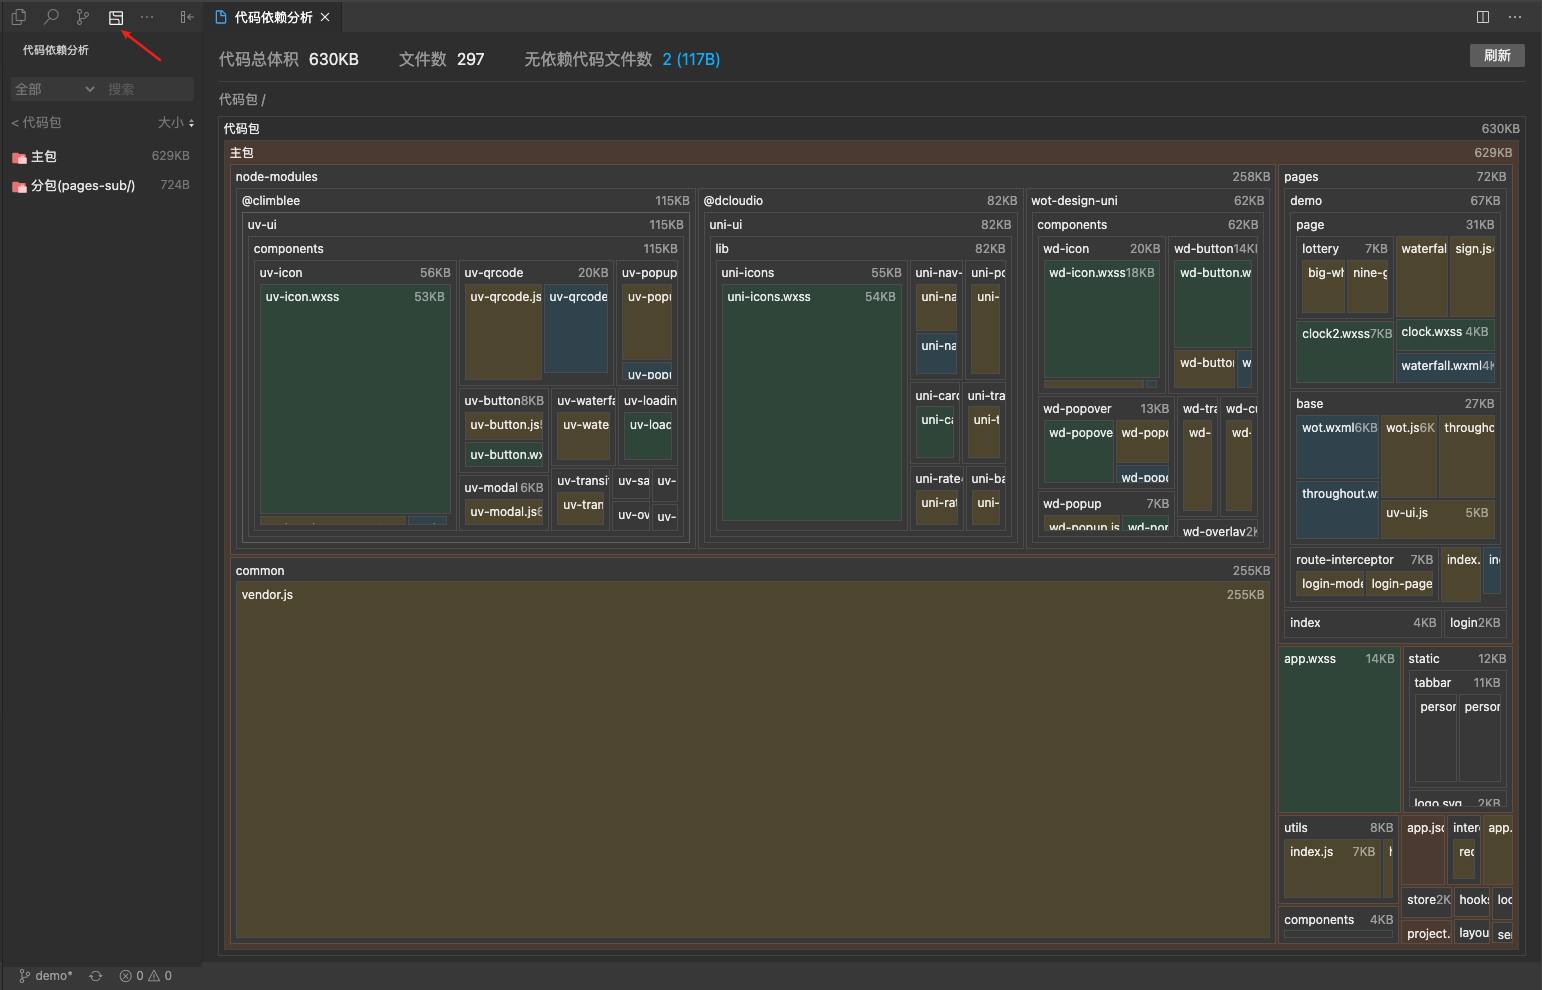 代码依赖分析
代码依赖分析
代码总体积 630KB 文件数 297 无依赖代码文件数 2 (117B)
刷新
全部 搜索
< 代码包 大小
主包 629KB
分包(pages-sub/) 724B
代码包 /
代码包 630KB
主包 629KB
node-modules 258KB
@climblee 115KB
uv-ui 115KB
components 115KB
uv-icon 56KB
uv-icon.wxss 53KB
uv-qrcode 20KB
uv-qrcode.js
uv-qrcode
uv-popup
uv-popu
uv-popu
uv-button 8KB
uv-button.js
uv-button.wx
uv-waterfa
uv-wate
uv-loadin
uv-load
uv-modal 6KB
uv-modal.js
uv-transit
uv-tran
uv-sa
uv-
uv-ov
uv-
@dcloudio 82KB
uni-ui 82KB
lib 82KB
uni-icons 55KB
uni-icons.wxss 54KB
uni-nav-
uni-na
uni-na
uni-po
uni-
uni-card
uni-ca
uni-tra
uni-t
uni-rate
uni-rat
uni-ba
uni-
wot-design-uni 62KB
components 62KB
wd-icon 20KB
wd-icon.wxss 18KB
wd-button 14K
wd-button.w
wd-button
w
wd-popover 13KB
wd-popove
wd-popo
wd-popo
wd-tra
wd-
wd-cu
wd-
wd-popup 7KB
wd-popup.js
wd-pop
wd-overlay 2K
common 255KB
vendor.js 255KB
pages 72KB
demo 67KB
page 31KB
lottery 7KB
big-wh
nine-g
waterfal
sign.js
clock2.wxss 7KB
clock.wxss 4KB
waterfall.wxml 4K
base 27KB
wot.wxml 6KB
wot.js 6K
througho
throughout.w
uv-ui.js 5KB
route-interceptor 7KB
login-mode
login-page
index.
in
index 4KB
login 2KB
app.wxss 14KB
static 12KB
tabbar 11KB
person
person
logo.svg 2KB
utils 8KB
index.js 7KB
app.jso
inter
rec
app.
store 2K
hooks
loc
components 4KB
project.
layou
ser
demo* 0 0